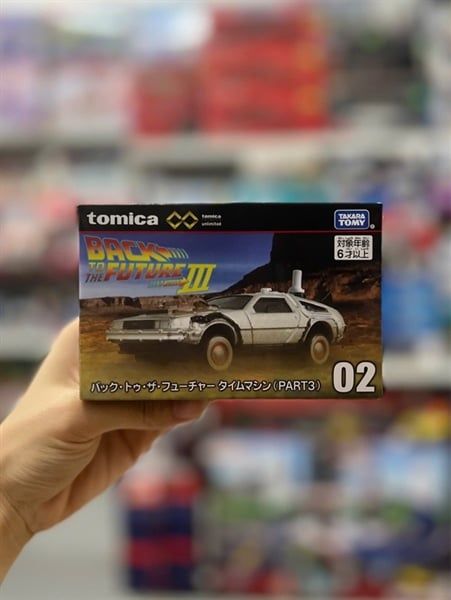 tomica
tomica
unlimited
TAKARA
TOMY
対象年齢
6才以上
BACK
TO THE
FUTURE
III
バック・トゥ・ザ・フューチャー タイムマシン(PART3)
02